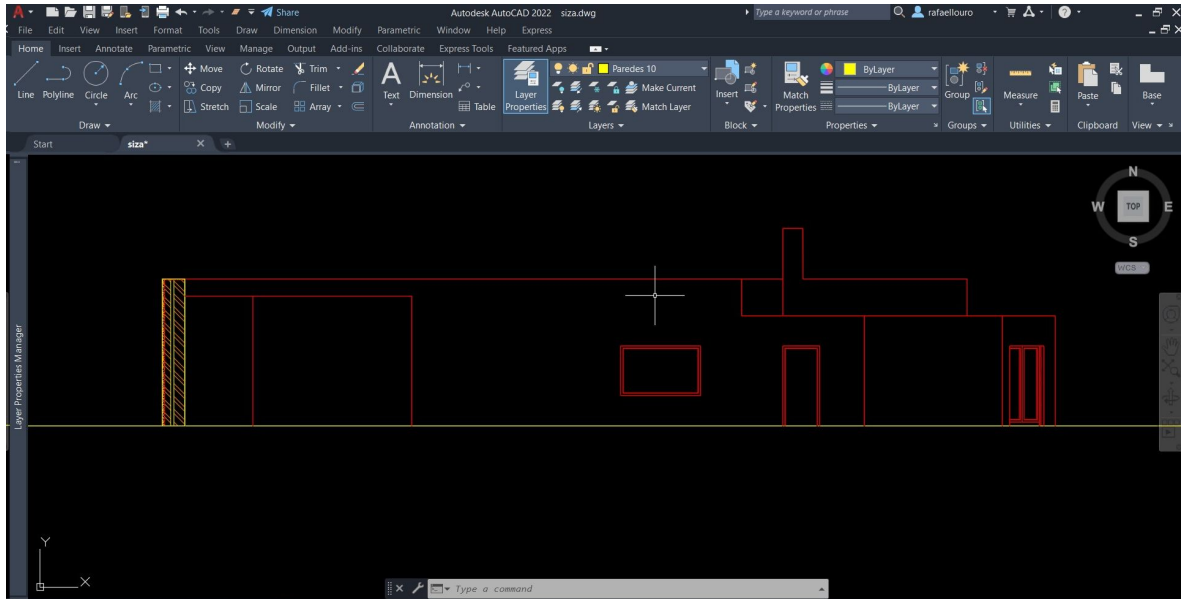 Share
Autodesk AutoCAD 2022 siza.dwg
Type a keyword or phrase
rafaellouro
File Edit View Insert Format Tools Draw Dimension Modify Parametric Window Help Express
Home Insert Annotate Parametric View Manage Output Add-ins Collaborate Express Tools Featured Apps
Line Polyline Circle Arc
Move Rotate Trim
Copy Mirror Fillet
Stretch Scale Array
Text Dimension Table
Layer Properties
Paredes 10
Make Current
Match Layer
Insert
Match Properties
ByLayer
ByLayer
ByLayer
Group
Measure
Paste
Base
Draw Modify Annotation Layers Block Properties Groups Utilities Clipboard View
Start siza* +
Layer Properties Manager
N
W TOP E
S
WCS
Y
X
Type a command